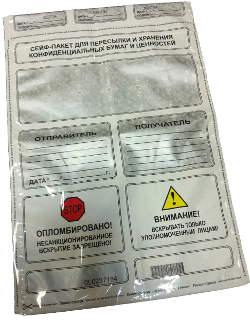 СЕЙФ-ПАКЕТ ДЛЯ ПЕРЕСЫЛКИ И ХРАНЕНИЯ
КОНФИДЕНЦИАЛЬНЫХ БУМАГ И ЦЕННОСТЕЙ
ОТПРАВИТЕЛЬ
ПОЛУЧАТЕЛЬ
ДАТА
STOP
ОПЛОМБИРОВАНО!
НЕСАНКЦИОНИРОВАННОЕ
ВСКРЫТИЕ ЗАПРЕЩЕНО!
ВНИМАНИЕ!
ВСКРЫВАТЬ ТОЛЬКО
УПОЛНОМОЧЕННЫМ ЛИЦАМ!